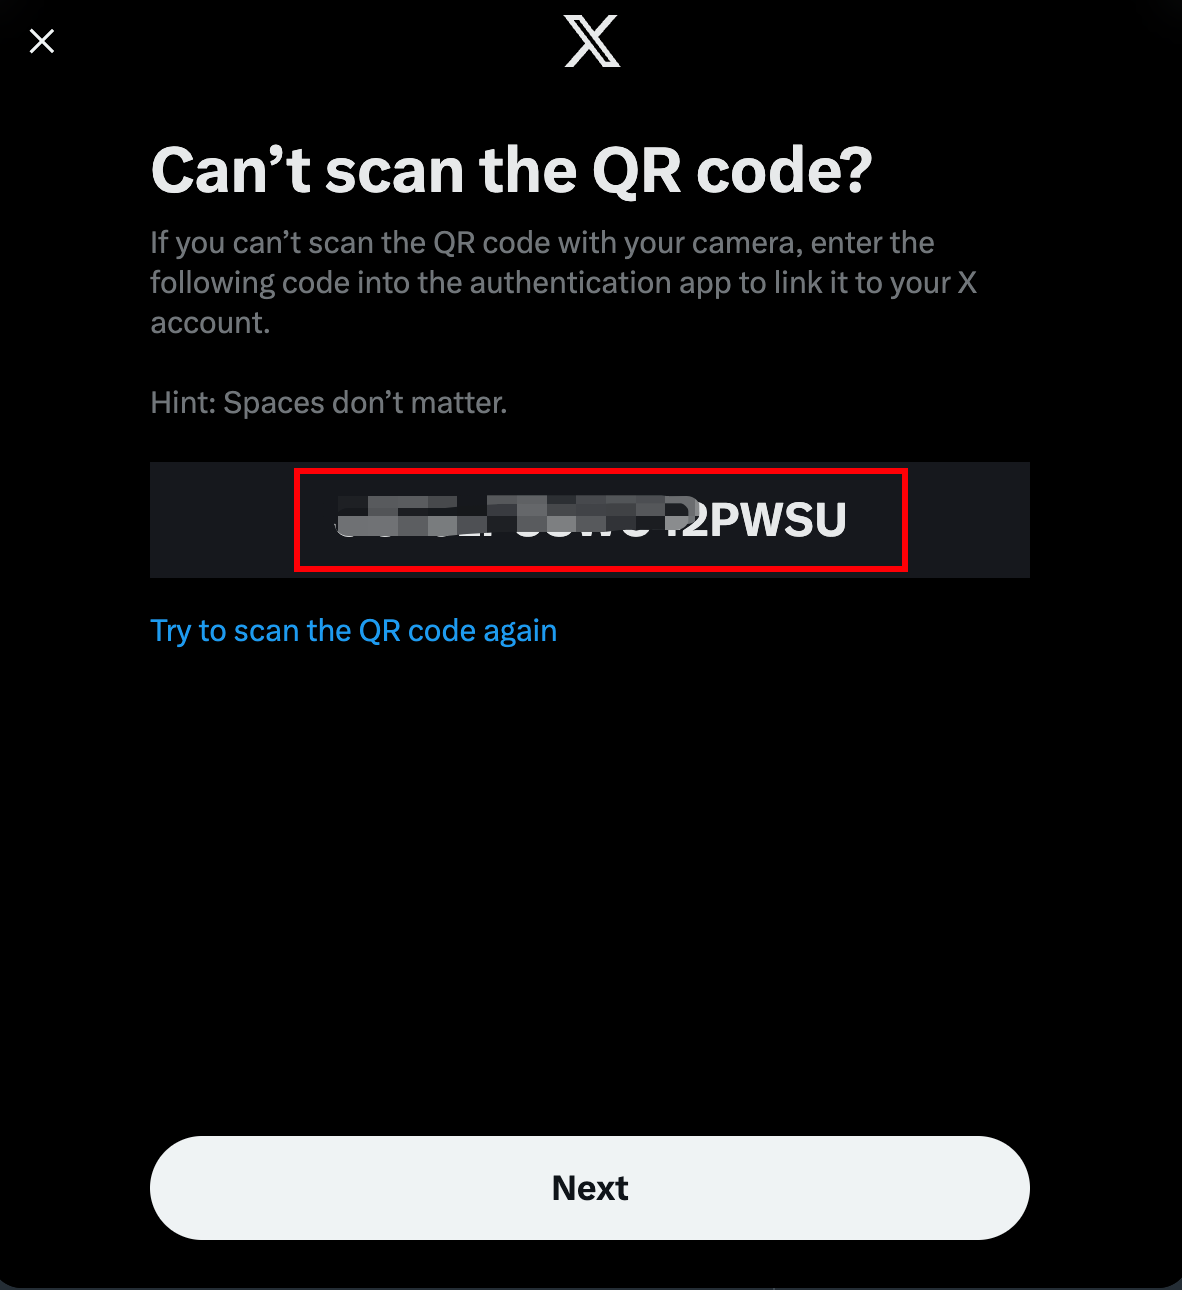 Can’t scan the QR code?
If you can’t scan the QR code with your camera, enter the
following code into the authentication app to link it to your X
account.
Hint: Spaces don’t matter.
2PWSU
Try to scan the QR code again
Next